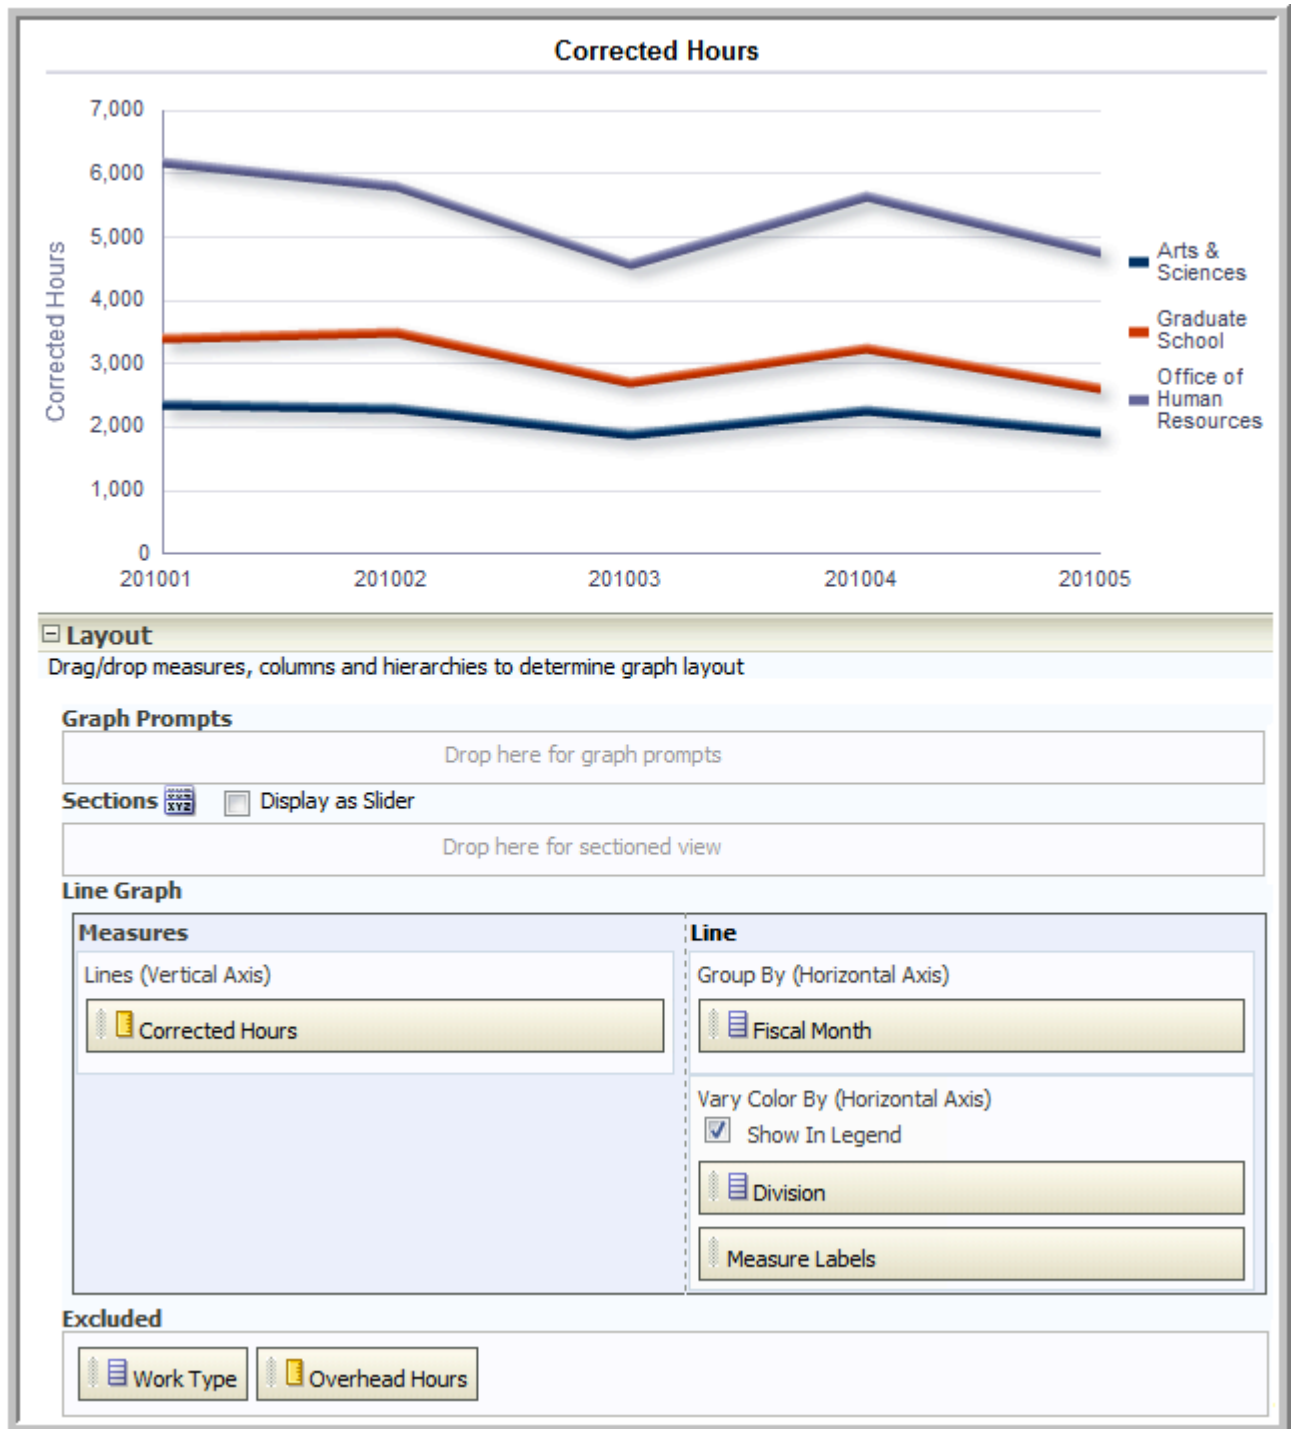 Corrected Hours
7,000
6,000
5,000
4,000
3,000
2,000
1,000
0
Corrected Hours
201001
201002
201003
201004
201005
Arts &
Sciences
Graduate
School
Office of
Human
Resources
Layout
Drag/drop measures, columns and hierarchies to determine graph layout
Graph Prompts
Drop here for graph prompts
Sections XYZ Display as Slider
Drop here for sectioned view
Line Graph
Measures
Lines (Vertical Axis)
Corrected Hours
Line
Group By (Horizontal Axis)
Fiscal Month
Vary Color By (Horizontal Axis)
Show In Legend
Division
Measure Labels
Excluded
Work Type
Overhead Hours